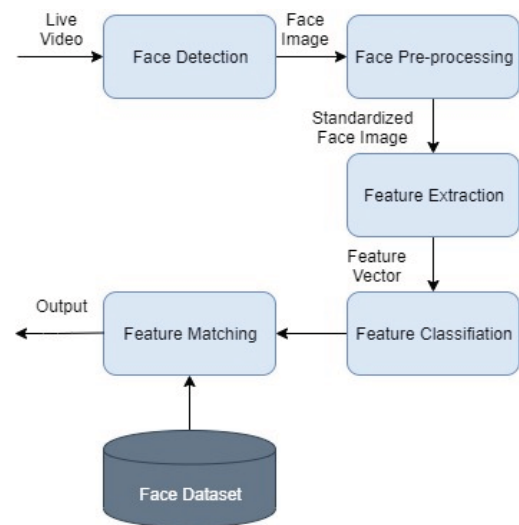 Live
Video
Face Detection
Face
Image
Face Pre-processing
Standardized
Face Image
Feature Extraction
Feature
Vector
Feature Classifiation
Feature Matching
Output
Face Dataset